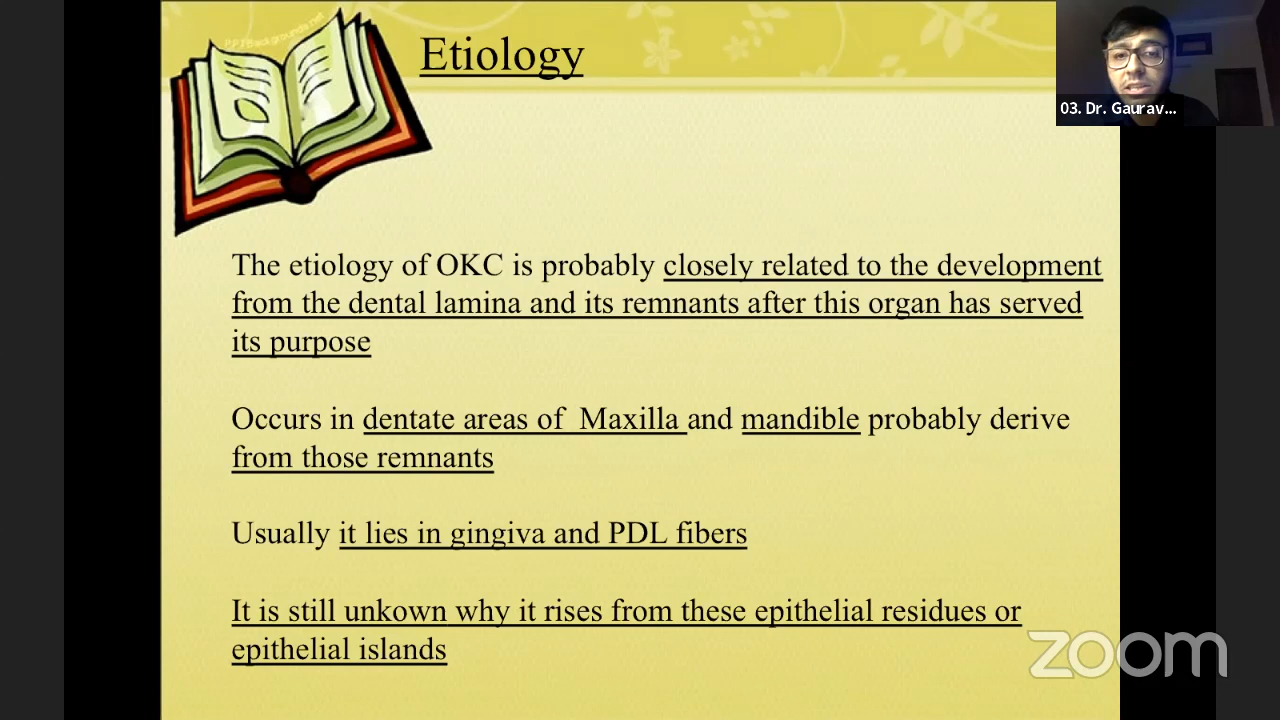 PPTBackgrounds.net
Etiology
03. Dr. Gaurav...
The etiology of OKC is probably closely related to the development
from the dental lamina and its remnants after this organ has served
its purpose
Occurs in dentate areas of Maxilla and mandible probably derive
from those remnants
Usually it lies in gingiva and PDL fibers
It is still unkown why it rises from these epithelial residues or
epithelial islands
zoom